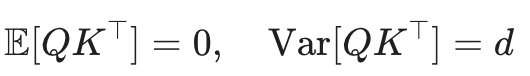 𝔼[QK⊤] = 0,  Var[QK⊤] = d